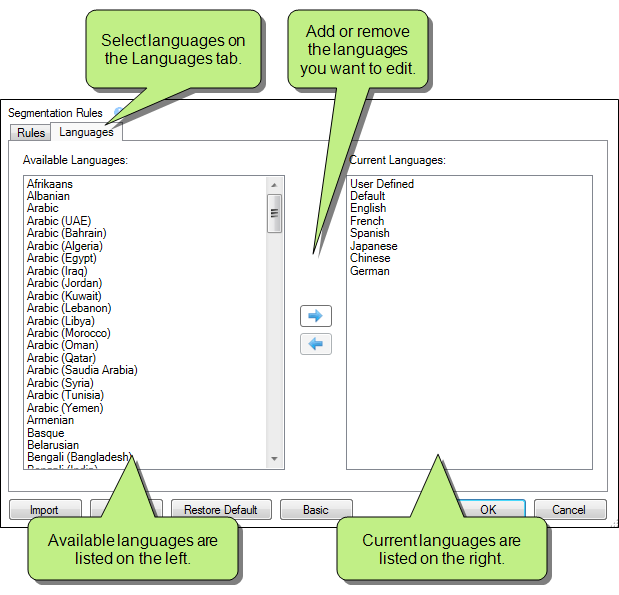 Select languages on
the Languages tab.
Add or remove
the languages
you want to edit.
Segmentation Rules
Rules
Languages
Available Languages:
Afrikaans
Albanian
Arabic
Arabic (UAE)
Arabic (Bahrain)
Arabic (Algeria)
Arabic (Egypt)
Arabic (Iraq)
Arabic (Jordan)
Arabic (Kuwait)
Arabic (Lebanon)
Arabic (Libya)
Arabic (Morocco)
Arabic (Oman)
Arabic (Qatar)
Arabic (Saudia Arabia)
Arabic (Syria)
Arabic (Tunisia)
Arabic (Yemen)
Armenian
Basque
Belarusian
Bengali (Bangladesh)
Current Languages:
User Defined
Default
English
French
Spanish
Japanese
Chinese
German
Import
Restore Default
Basic
OK
Cancel
Available languages are
listed on the left.
Current languages are
listed on the right.